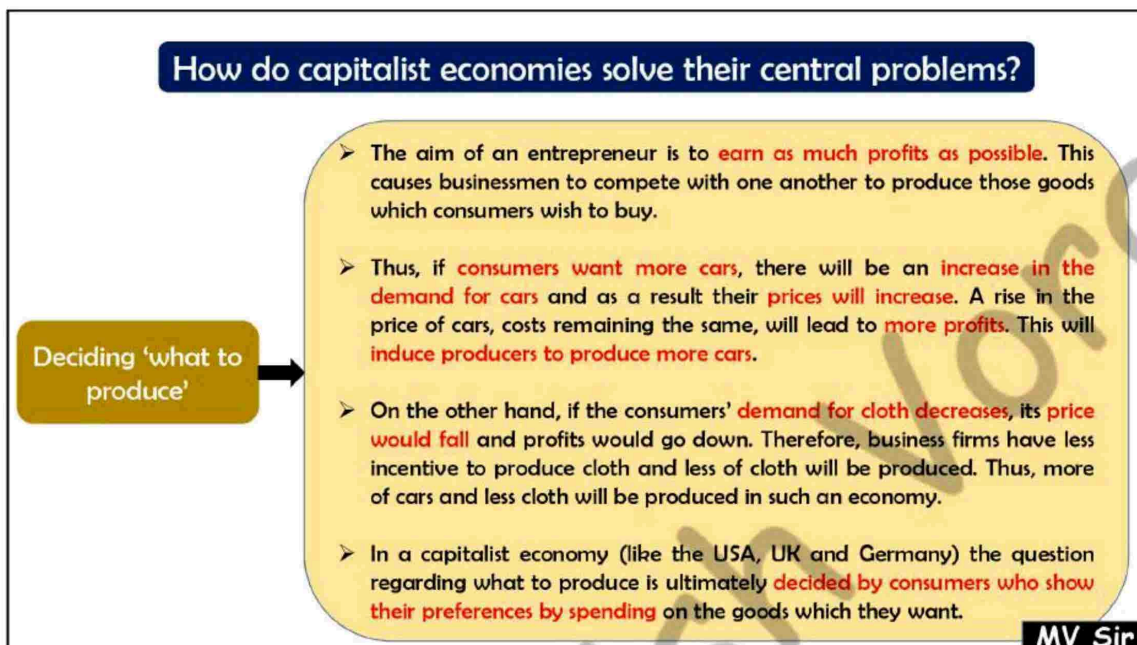 How do capitalist economies solve their central problems?
Deciding ‘what to
produce’
➢ The aim of an entrepreneur is to earn as much profits as possible. This
causes businessmen to compete with one another to produce those goods
which consumers wish to buy.
➢ Thus, if consumers want more cars, there will be an increase in the
demand for cars and as a result their prices will increase. A rise in the
price of cars, costs remaining the same, will lead to more profits. This will
induce producers to produce more cars.
➢ On the other hand, if the consumers’ demand for cloth decreases, its price
would fall and profits would go down. Therefore, business firms have less
incentive to produce cloth and less of cloth will be produced. Thus, more
of cars and less cloth will be produced in such an economy.
➢ In a capitalist economy (like the USA, UK and Germany) the question
regarding what to produce is ultimately decided by consumers who show
their preferences by spending on the goods which they want.
MV Sir